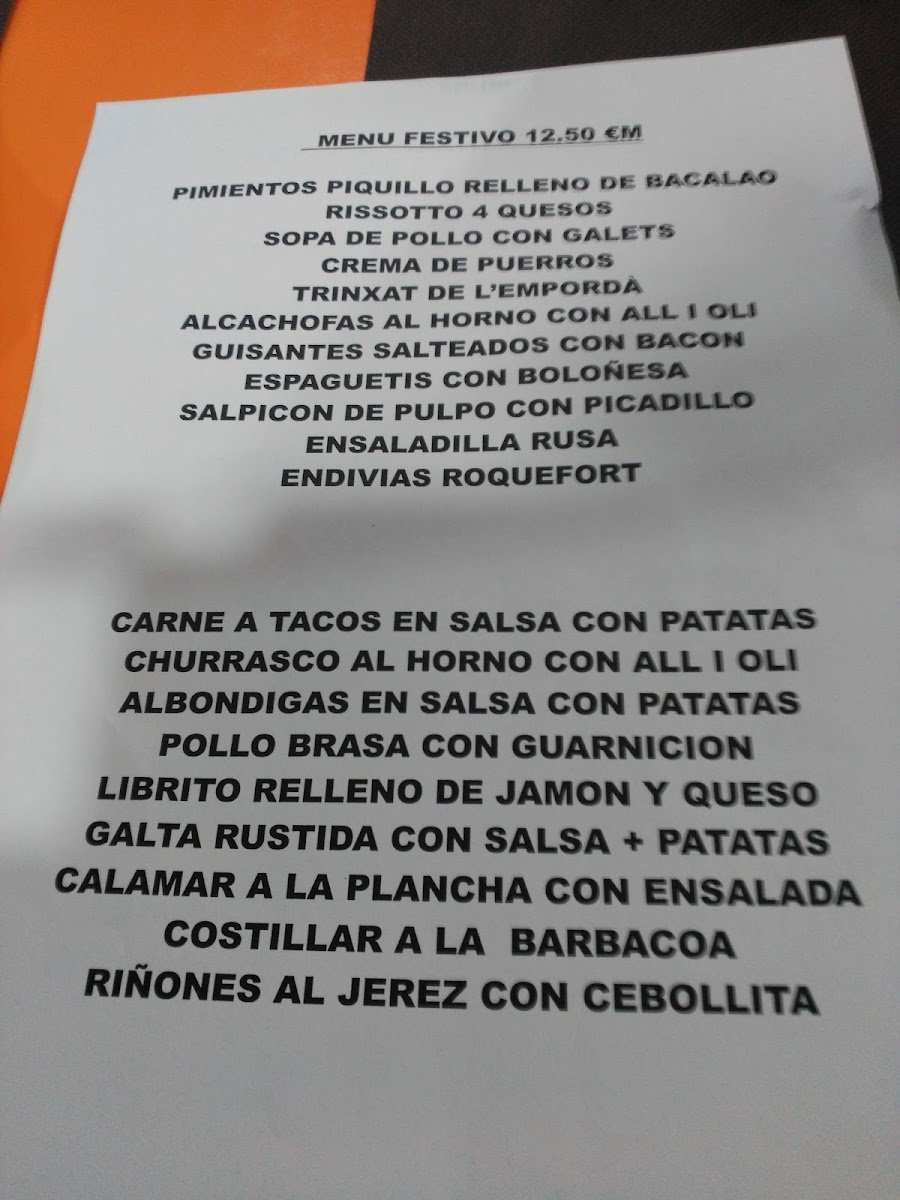 MENU FESTIVO 12.50 €M
PIMIENTOS PIQUILLO RELLENO DE BACALAO
RISSOTTO 4 QUESOS
SOPA DE POLLO CON GALETS
CREMA DE PUERROS
TRINXAT DE L'EMPORDÀ
ALCACHOFAS AL HORNO CON ALL I OLI
GUISANTES SALTEADOS CON BACON
ESPAGUETIS CON BOLOÑESA
SALPICON DE PULPO CON PICADILLO
ENSALADILLA RUSA
ENDIVIAS ROQUEFORT
CARNE A TACOS EN SALSA CON PATATAS
CHURRASCO AL HORNO CON ALL I OLI
ALBONDIGAS EN SALSA CON PATATAS
POLLO BRASA CON GUARNICION
LIBRITO RELLENO DE JAMON Y QUESO
GALTA RUSTIDA CON SALSA + PATATAS
CALAMAR A LA PLANCHA CON ENSALADA
COSTILLAR A LA BARBACOA
RIÑONES AL JEREZ CON CEBOLLITA